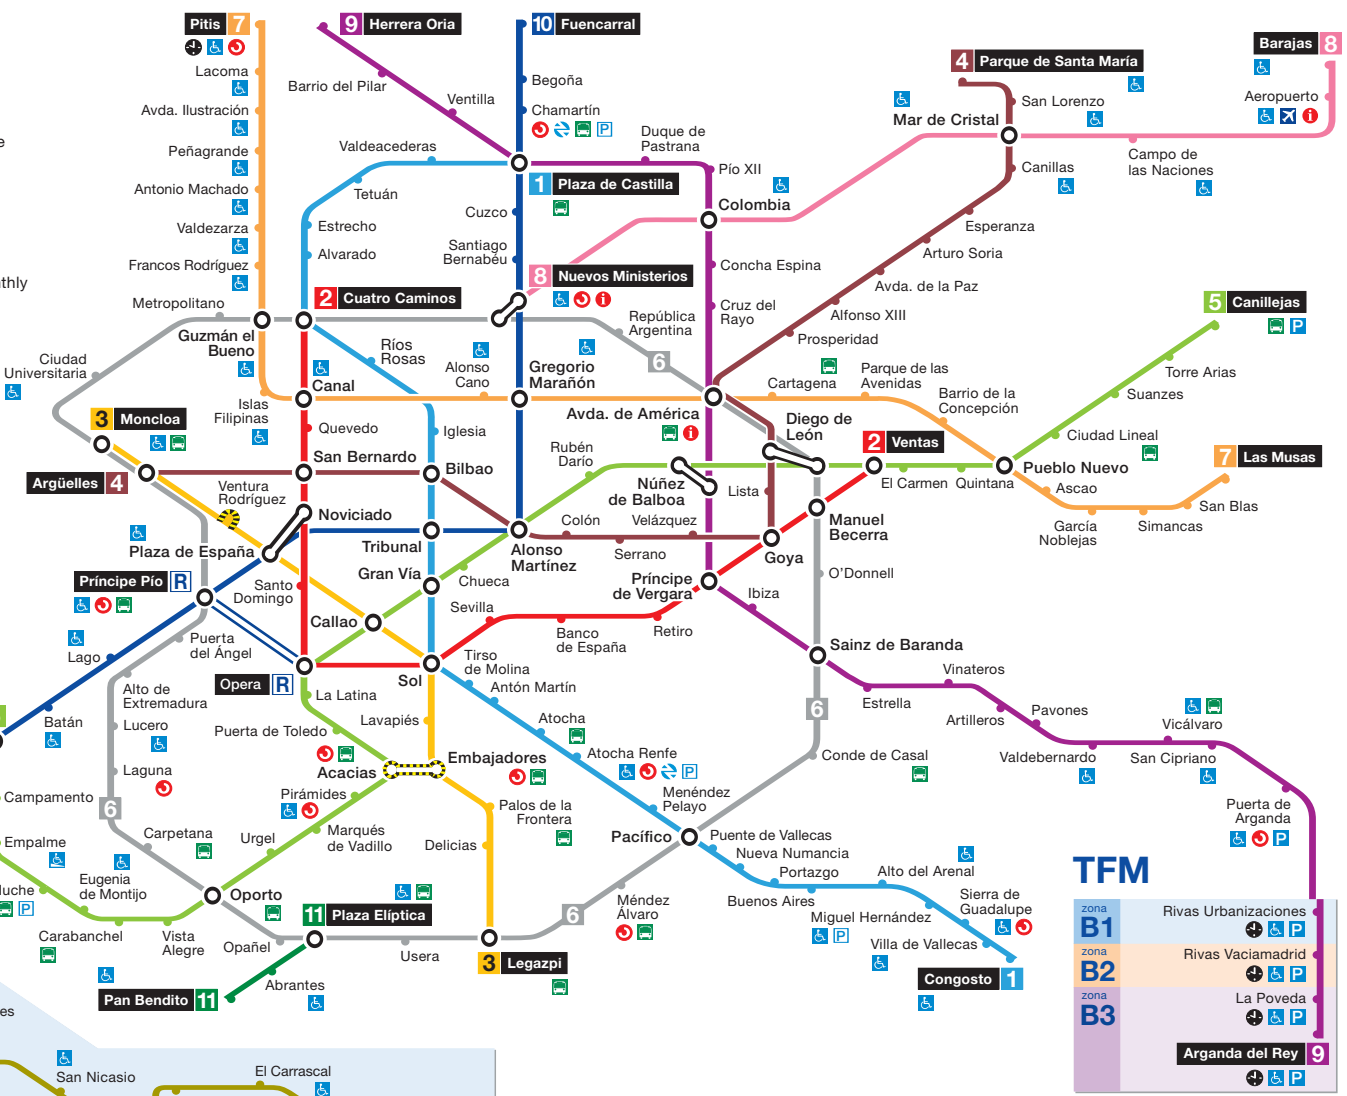 Pitis 7
9 Herrera Oria
10 Fuencarral
Barajas 8
4 Parque de Santa María
Lacoma
Barrio del Pilar
Begoña
San Lorenzo
Aeropuerto
Avda. Ilustración
Ventilla
Chamartín
P
Mar de Cristal
Peñagrande
Valdeacederas
Duque de
Pastrana
Campo de
las Naciones
Antonio Machado
Tetuán
1 Plaza de Castilla
Pío XII
Canillas
Valdezarza
Estrecho
Cuzco
Colombia
Esperanza
Francos Rodríguez
Alvarado
Santiago
Bernabéu
Concha Espina
Arturo Soria
thly
8 Nuevos Ministerios
Avda. de la Paz
Metropolitano
2 Cuatro Caminos
República
Argentina
Cruz del
Rayo
Alfonso XIII
5 Canillejas
P
Guzmán el
Bueno
Ríos
Rosas
6
Prosperidad
Ciudad
Universitaria
Alonso
Cano
Gregorio
Marañón
Cartagena
Parque de las
Avenidas
Torre Arias
Canal
Islas
Filipinas
Barrio de la
Concepción
Suanzes
3 Moncloa
Quevedo
Iglesia
Avda. de América
Diego de
León
2 Ventas
Ciudad Lineal
San Bernardo
Rubén
Darío
7 Las Musas
Argüelles 4
Bilbao
Núñez
de Balboa
El Carmen
Quintana
Pueblo Nuevo
Ventura
Rodríguez
Lista
Ascao
San Blas
Noviciado
Colón
Velázquez
Manuel
Becerra
García
Noblejas
Simancas
Plaza de España
Tribunal
Alonso
Martínez
Serrano
Goya
Príncipe Pío R
Gran Vía
Chueca
Príncipe
de Vergara
O'Donnell
Santo
Domingo
Sevilla
Ibiza
Callao
Banco
de España
Retiro
Puerta
del Ángel
Lago
Tirso
de Molina
Sainz de Baranda
Opera R
Sol
Vinateros
Alto de
Extremadura
La Latina
Antón Martín
Estrella
Batán
Lucero
Puerta de Toledo
Lavapiés
Atocha
6
Artilleros
Pavones
Vicálvaro
Laguna
Acacias
Embajadores
Atocha Renfe
P
Conde de Casal
Valdebernardo
San Cipriano
Campamento
Pirámides
Palos de la
Frontera
Menéndez
Pelayo
Puerta de
Arganda
P
6
Carpetana
Urgel
Marqués
de Vadillo
Delicias
Pacífico
Puente de Vallecas
Empalme
Nueva Numancia
TFM
Eugenia
de Montijo
Portazgo
Alto del Arenal
uche
P
Oporto
Méndez
Álvaro
Buenos Aires
Sierra de
Guadalupe
zona
B1
Rivas Urbanizaciones
P
11 Plaza Elíptica
6
Miguel Hernández
P
Carabanchel
Vista
Alegre
Opañel
Usera
Villa de Vallecas
zona
B2
Rivas Vaciamadrid
P
3 Legazpi
Congosto 1
Pan Bendito 11
Abrantes
zona
B3
La Poveda
P
es
Arganda del Rey 9
P
San Nicasio
El Carrascal